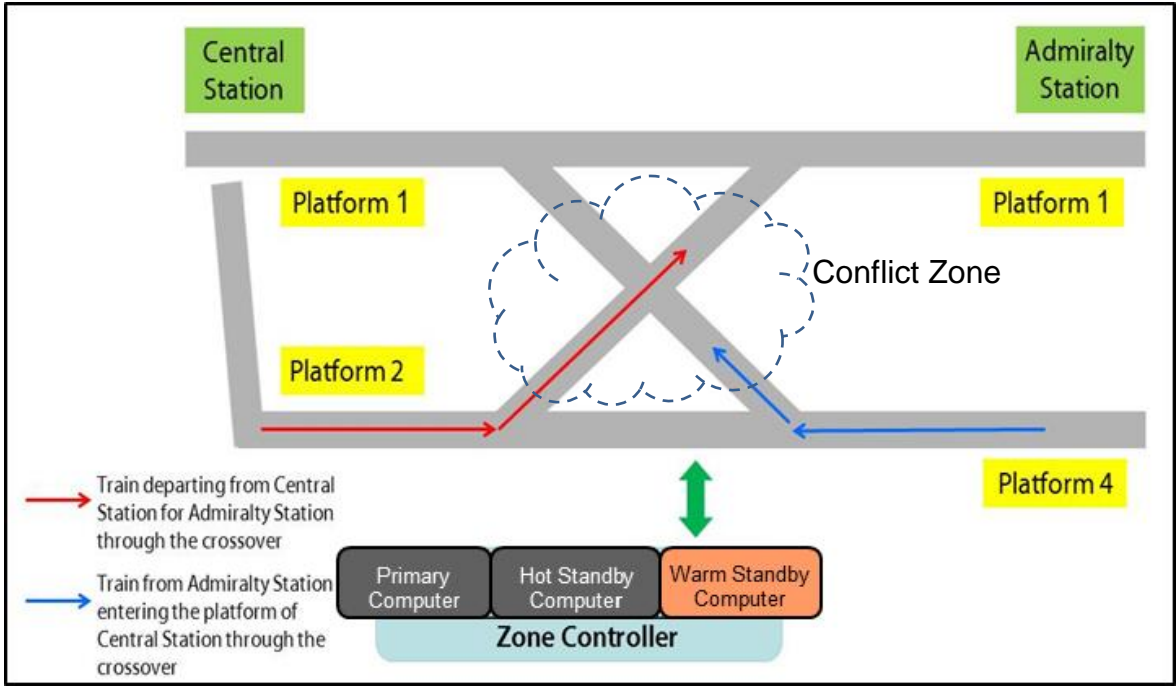 Central
Station
Admiralty
Station
Platform 1
Platform 1
Conflict Zone
Platform 2
Platform 4
Train departing from Central
Station for Admiralty Station
through the crossover
Train from Admiralty Station
entering the platform of
Central Station through the
crossover
Primary
Computer
Hot Standby
Computer
Warm Standby
Computer
Zone Controller